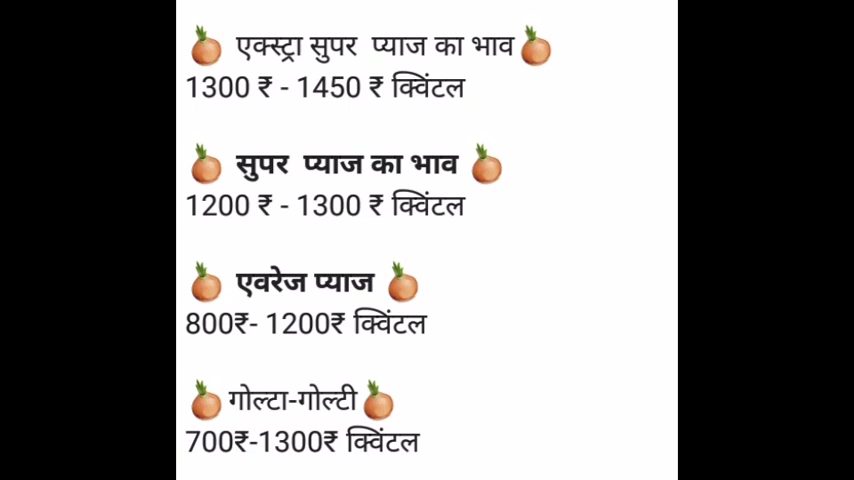 🧅 एक्स्ट्रा सुपर प्याज का भाव 🧅
1300 ₹ - 1450 ₹ क्विंटल
🧅 सुपर प्याज का भाव 🧅
1200 ₹ - 1300 ₹ क्विंटल
🧅 एवरेज प्याज 🧅
800₹- 1200₹ क्विंटल
🧅 गोल्टा-गोल्टी 🧅
700₹-1300₹ क्विंटल